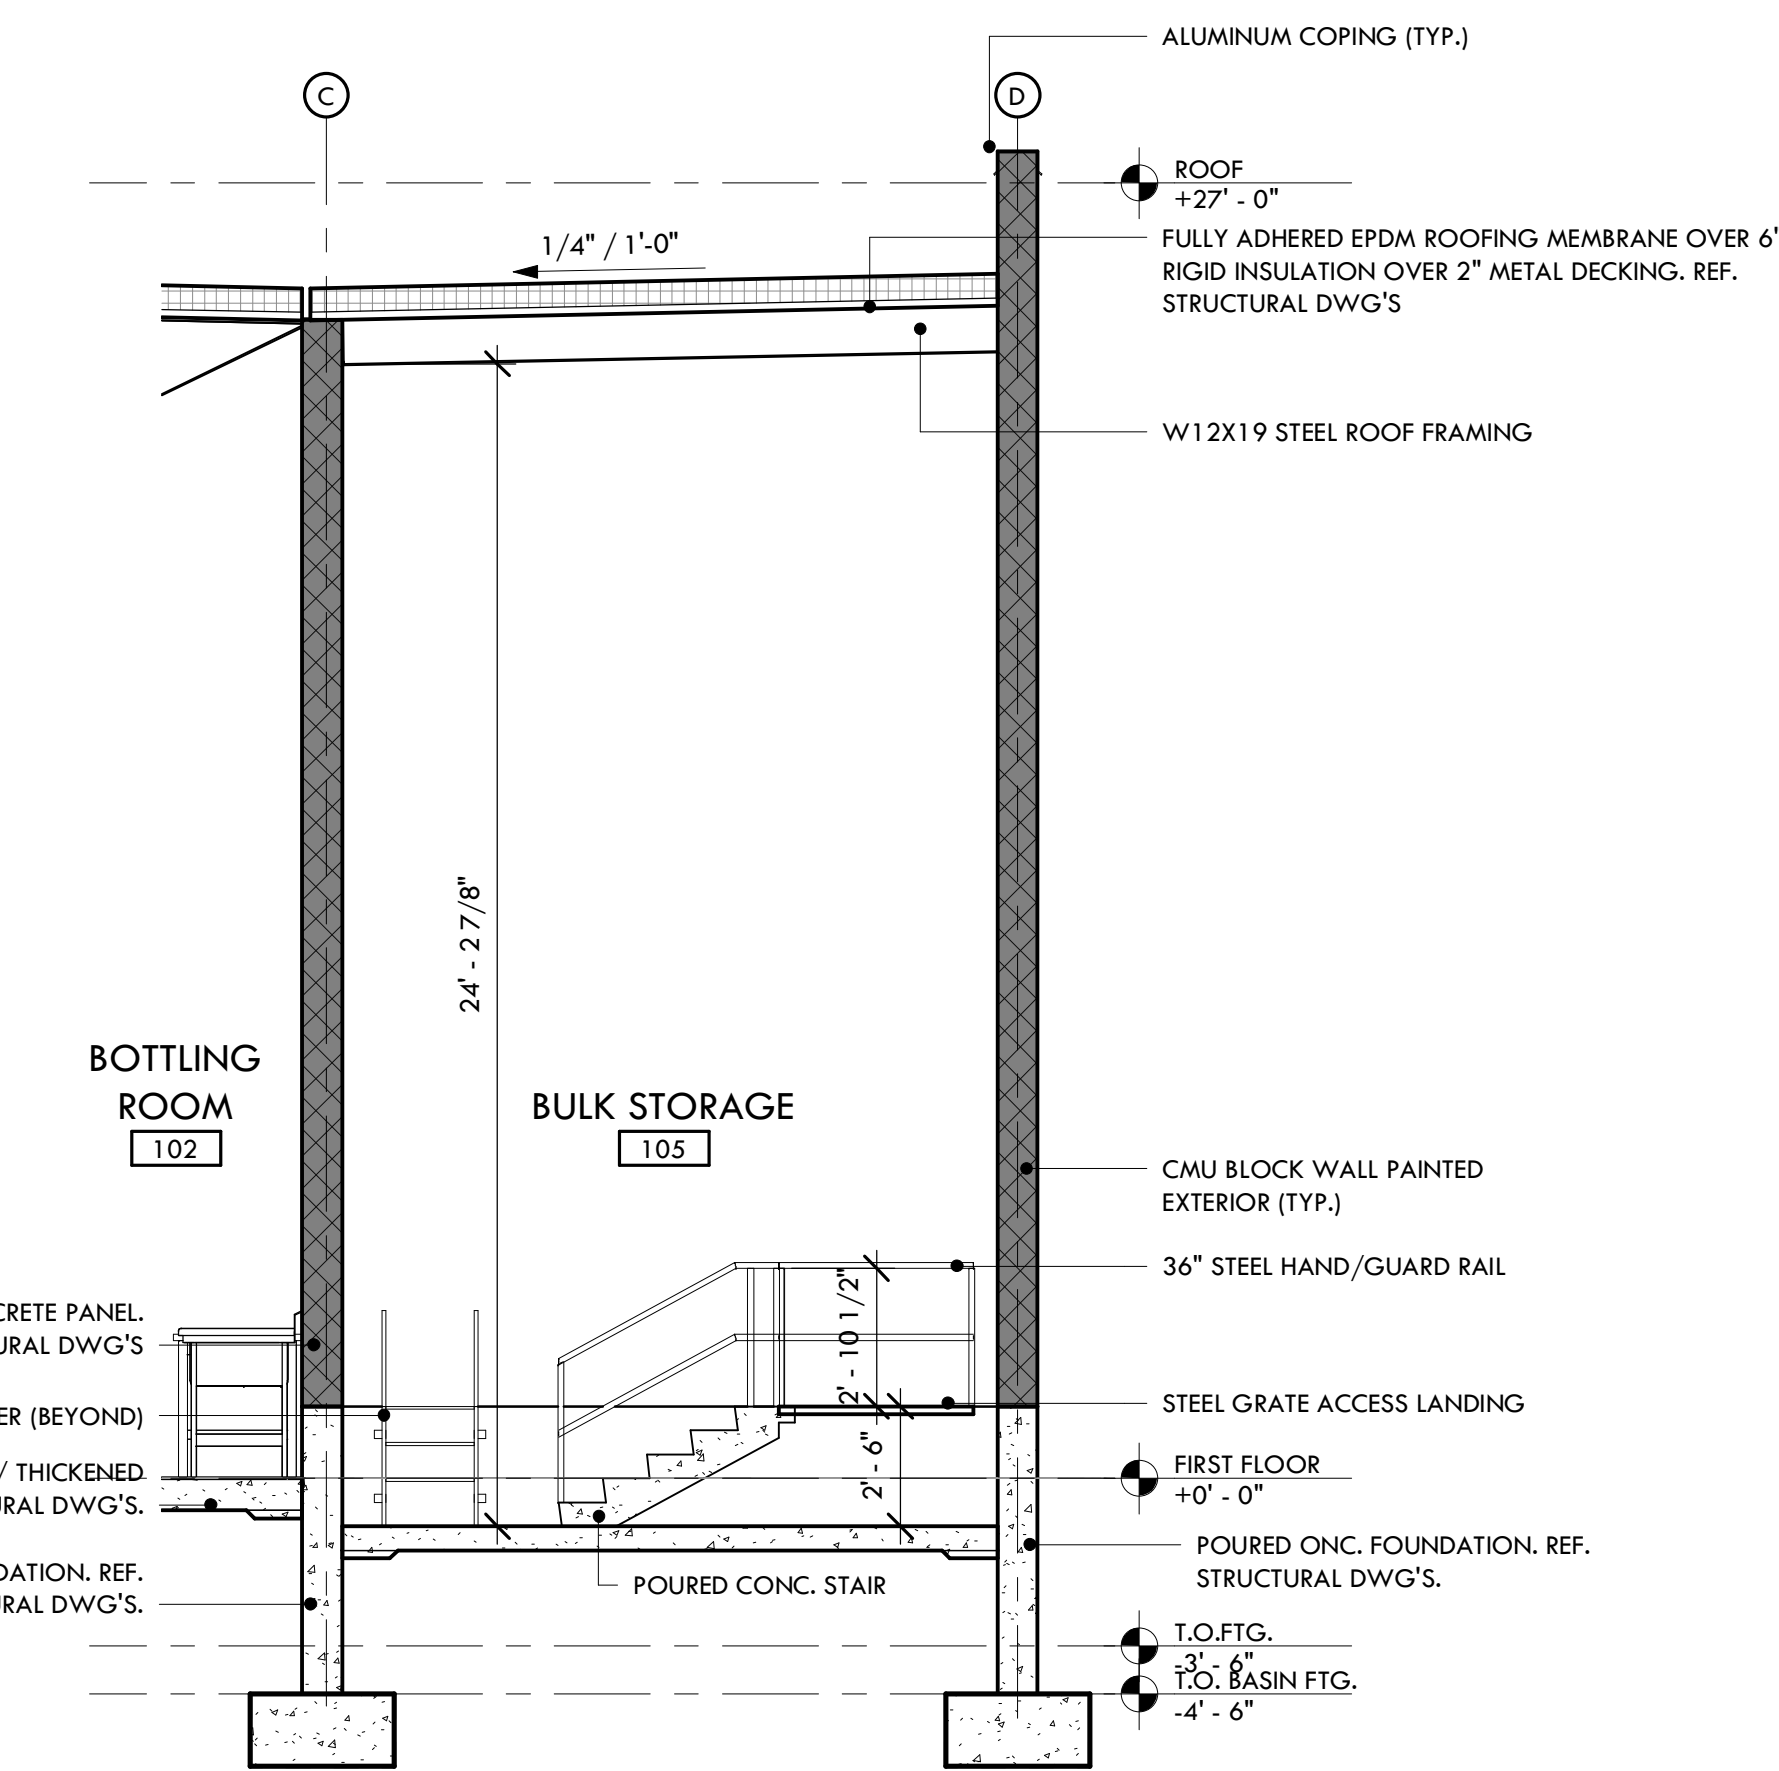 ALUMINUM COPING (TYP.)
C
D
ROOF
+27' - 0"
1/4" / 1'-0"
FULLY ADHERED EPDM ROOFING MEMBRANE OVER 6'
RIGID INSULATION OVER 2" METAL DECKING. REF.
STRUCTURAL DWG'S
W12X19 STEEL ROOF FRAMING
24' - 2 7/8"
BOTTLING
ROOM
102
BULK STORAGE
105
CMU BLOCK WALL PAINTED
EXTERIOR (TYP.)
36" STEEL HAND/GUARD RAIL
2' - 10 1/2"
CRETE PANEL.
URAL DWG'S
STEEL GRATE ACCESS LANDING
ER (BEYOND)
2' - 6"
/ THICKENED
URAL DWG'S.
FIRST FLOOR
+0' - 0"
POURED ONC. FOUNDATION. REF.
STRUCTURAL DWG'S.
DATION. REF.
URAL DWG'S.
POURED CONC. STAIR
T.O.FTG.
-3' - 6"
T.O. BASIN FTG.
-4' - 6"